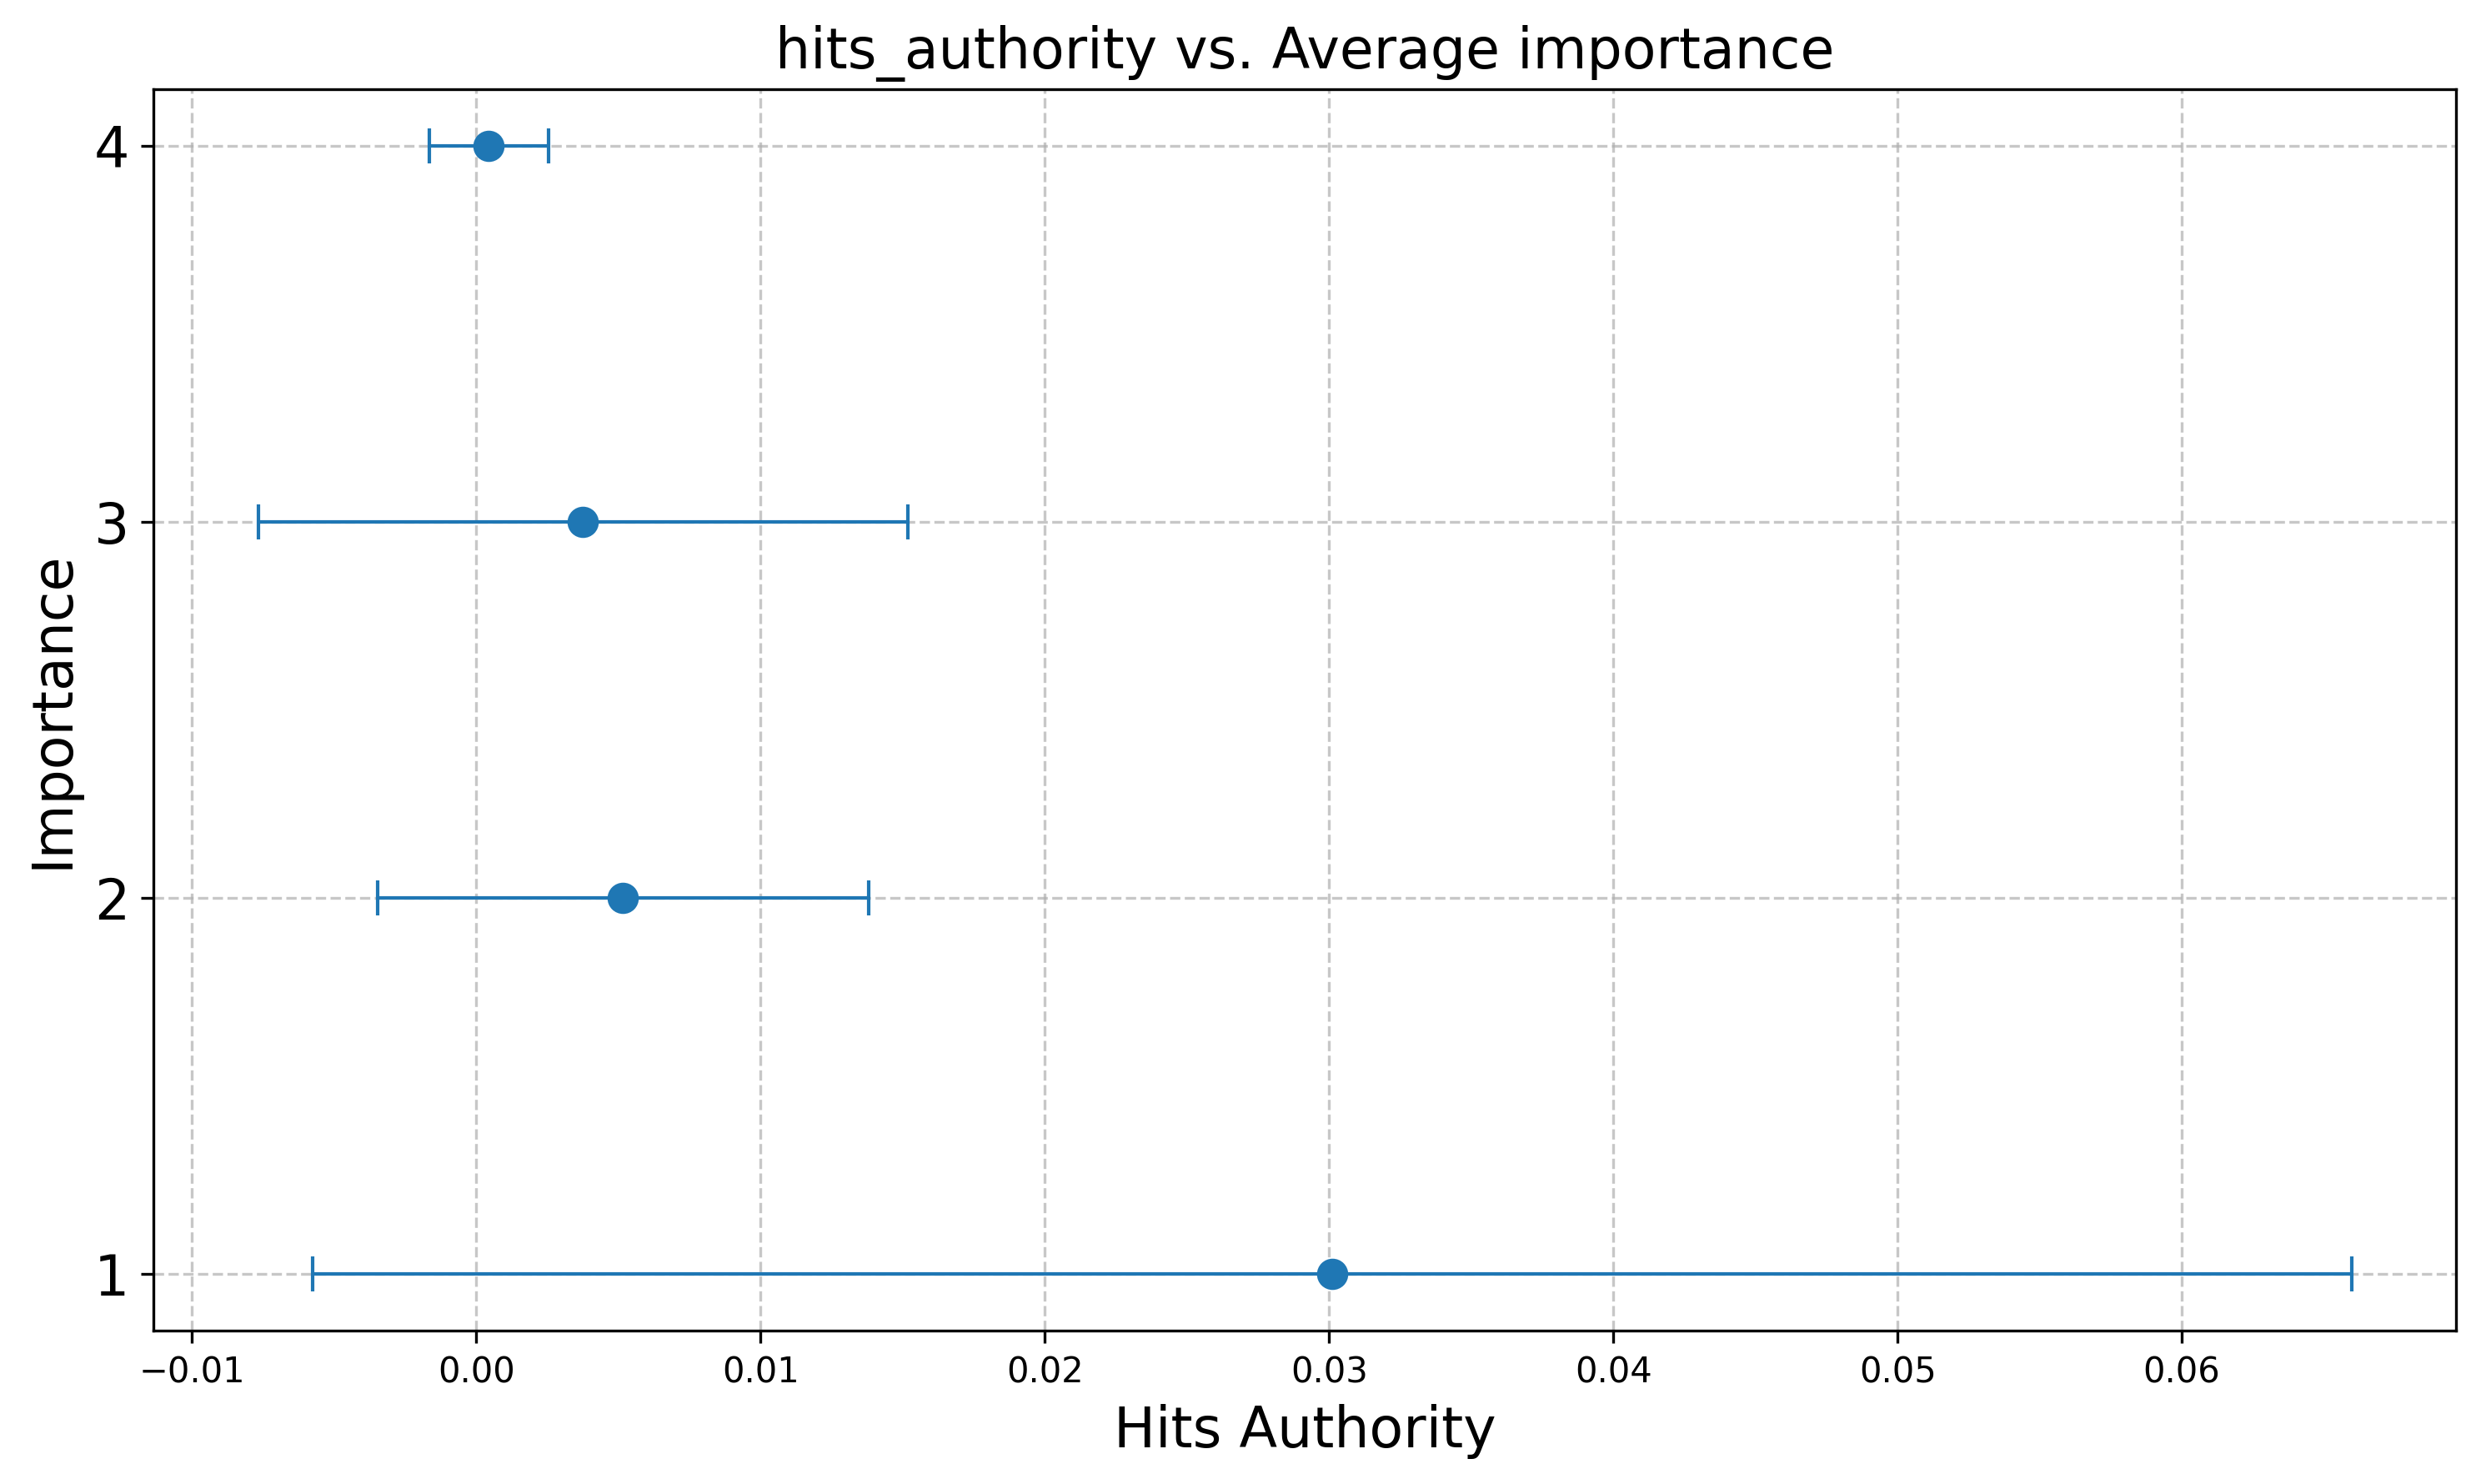 hits_authority vs. Average importance
4
3
2
1
Importance
−0.01 0.00 0.01 0.02 0.03 0.04 0.05 0.06
Hits Authority